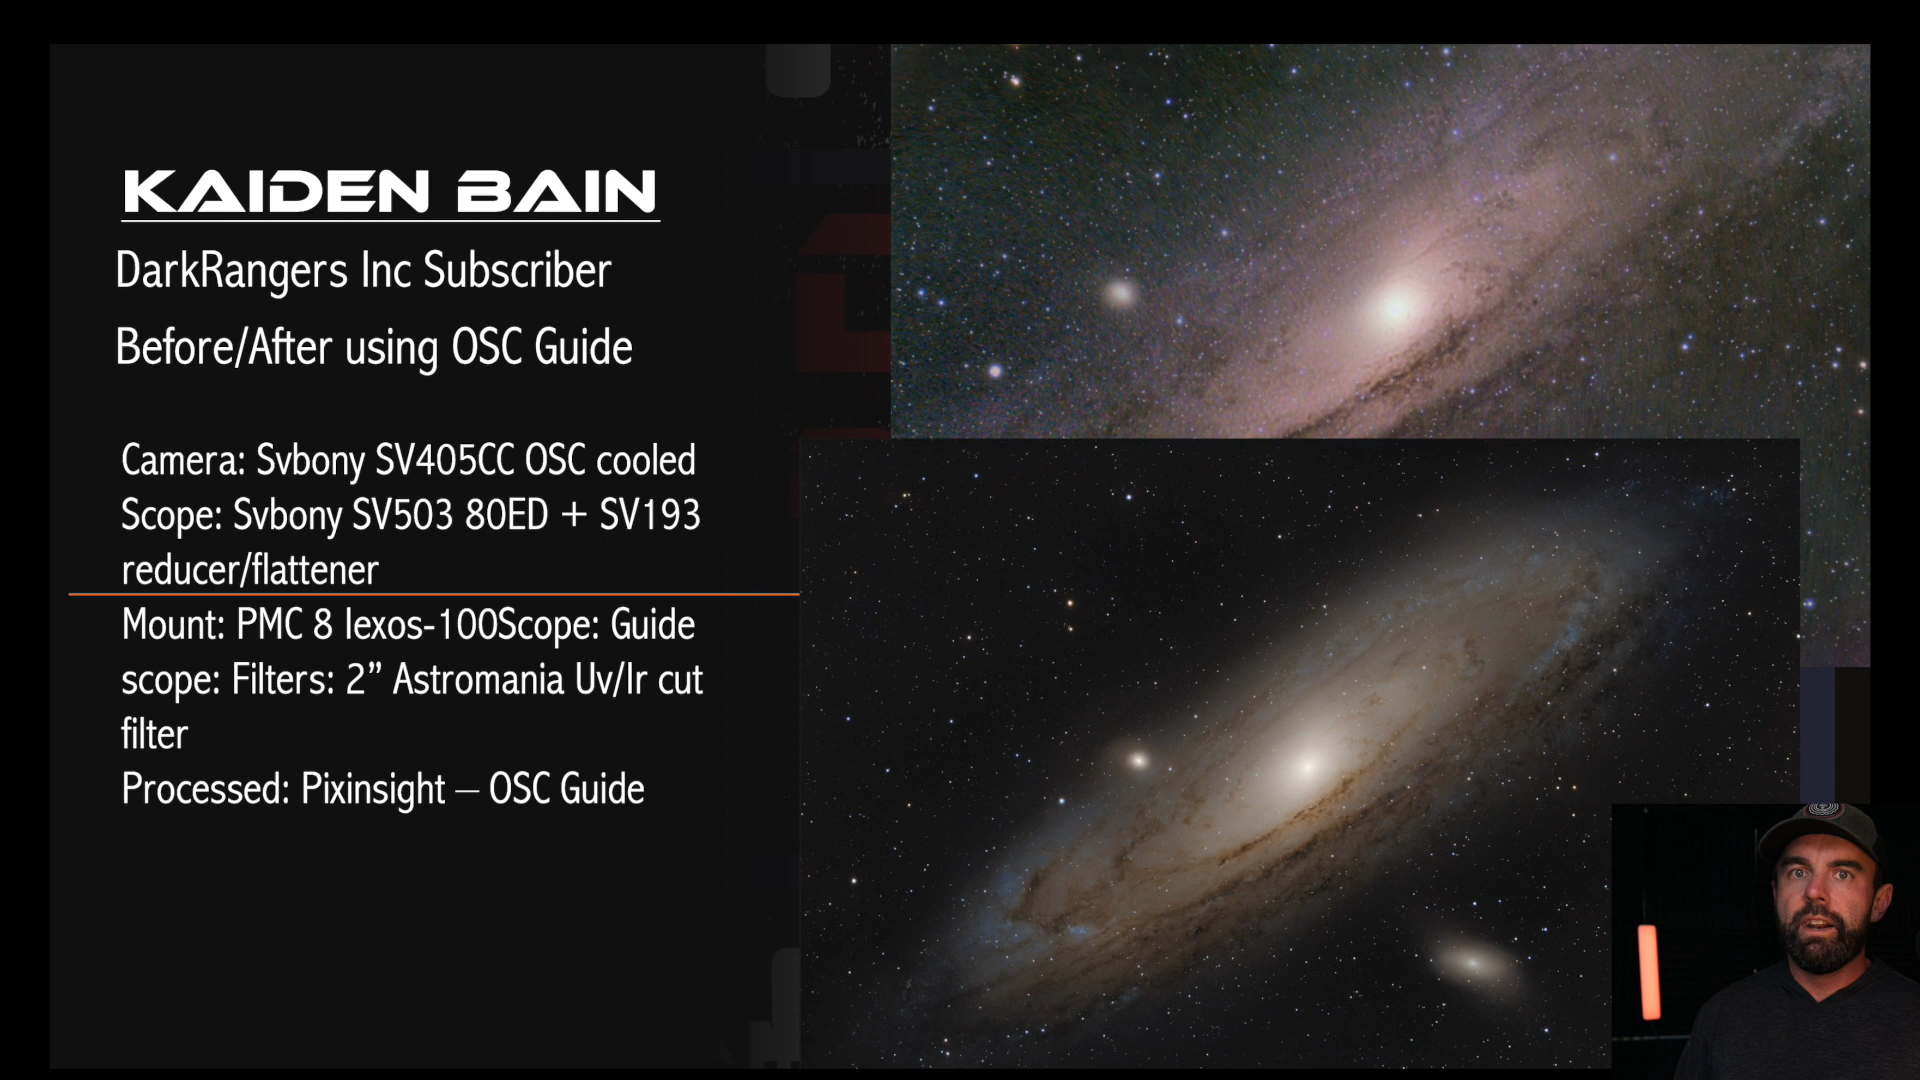 KAIDEN BAIN
DarkRangers Inc Subscriber
Before/After using OSC Guide
Camera: Svbony SV405CC OSC cooled
Scope: Svbony SV503 80ED + SV193
reducer/flattener
Mount: PMC 8 lexos-100Scope: Guide
scope: Filters: 2” Astromania Uv/Ir cut
filter
Processed: Pixinsight – OSC Guide